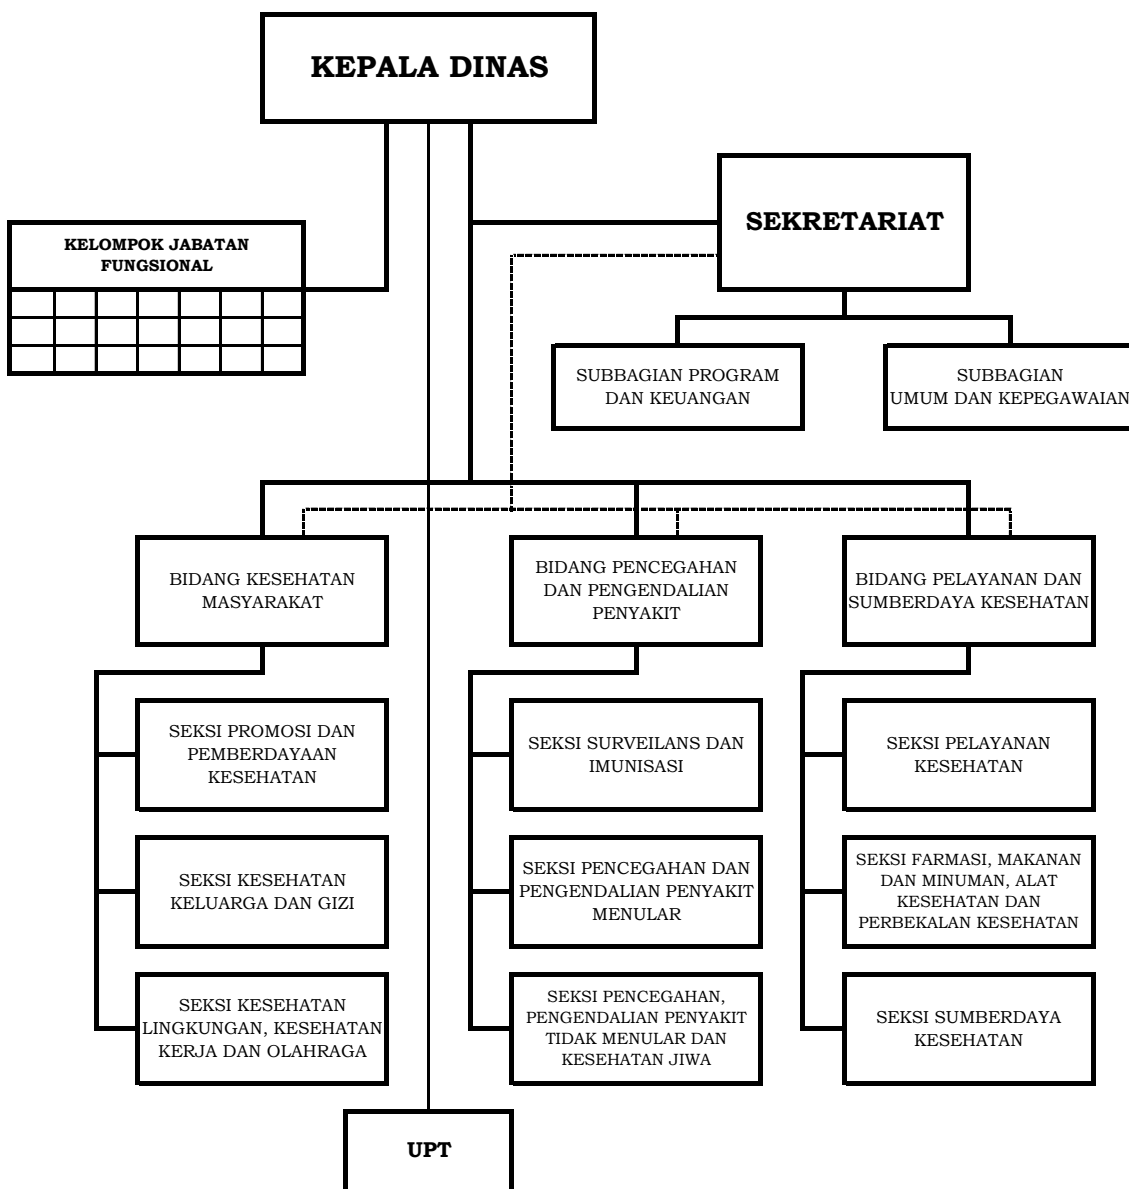 KEPALA DINAS
SEKRETARIAT
KELOMPOK JABATAN
FUNGSIONAL
SUBBAGIAN PROGRAM
DAN KEUANGAN
SUBBAGIAN
UMUM DAN KEPEGAWAIAN
BIDANG KESEHATAN
MASYARAKAT
BIDANG PENCEGAHAN
DAN PENGENDALIAN
PENYAKIT
BIDANG PELAYANAN DAN
SUMBERDAYA KESEHATAN
SEKSI PROMOSI DAN
PEMBERDAYAAN
KESEHATAN
SEKSI SURVEILANS DAN
IMUNISASI
SEKSI PELAYANAN
KESEHATAN
SEKSI KESEHATAN
KELUARGA DAN GIZI
SEKSI PENCEGAHAN DAN
PENGENDALIAN PENYAKIT
MENULAR
SEKSI FARMASI, MAKANAN
DAN MINUMAN, ALAT
KESEHATAN DAN
PERBEKALAN KESEHATAN
SEKSI KESEHATAN
LINGKUNGAN, KESEHATAN
KERJA DAN OLAHRAGA
SEKSI PENCEGAHAN,
PENGENDALIAN PENYAKIT
TIDAK MENULAR DAN
KESEHATAN JIWA
SEKSI SUMBERDAYA
KESEHATAN
UPT